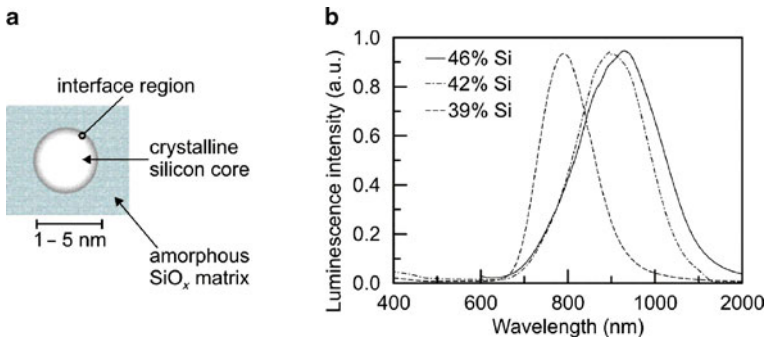 a
interface region
crystalline
silicon core
1 – 5 nm
amorphous
SiOx matrix
b
Luminescence intensity (a.u.)
1.0
0.8
0.6
0.4
0.2
0.0
46% Si
42% Si
39% Si
400 600 800 1000 2000
Wavelength (nm)